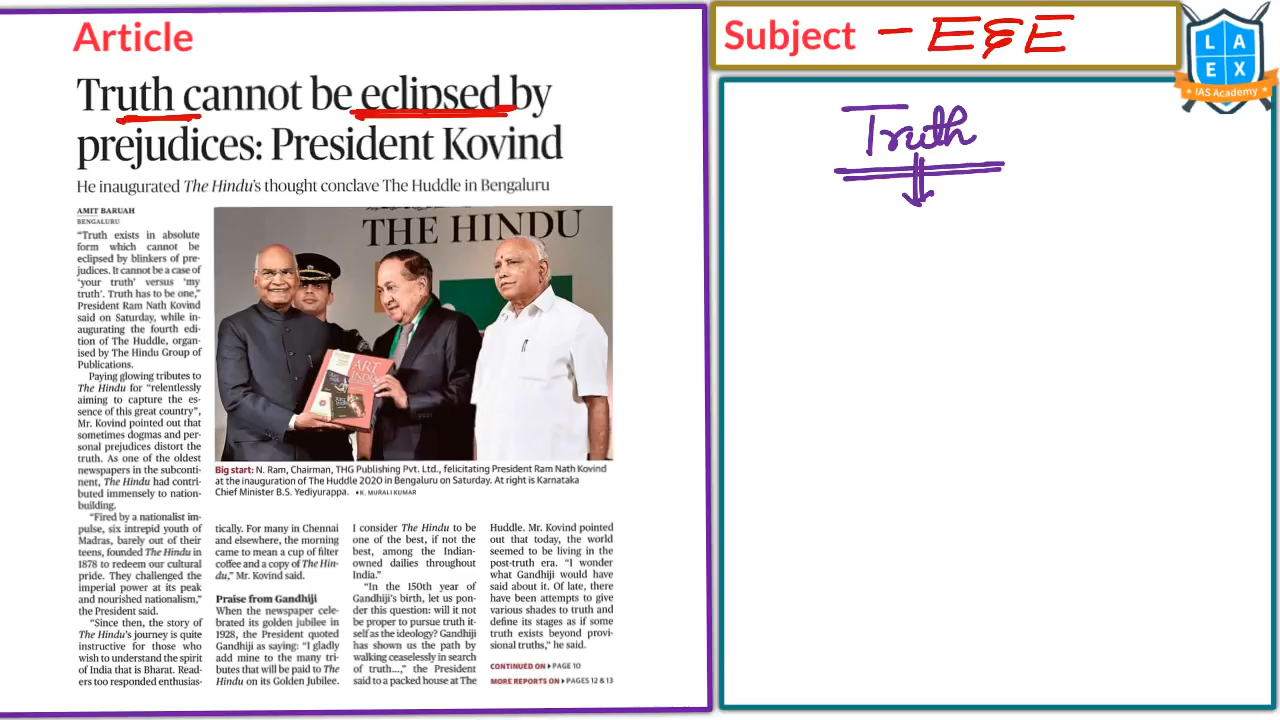 Article
Truth cannot be eclipsed by
prejudices: President Kovind
He inaugurated The Hindu's thought conclave The Huddle in Bengaluru
AMIT BARUAH
BENGALURU
"Truth exists in absolute
form which cannot be
eclipsed by blinkers of pre-
judices. It cannot be a case of
'your truth' versus 'my
truth'. Truth has to be one,"
President Ram Nath Kovind
said on Saturday, while in-
augurating the fourth edi-
tion of The Huddle, organ-
ised by The Hindu Group of
Publications.
Paying glowing tributes to
The Hindu for "relentlessly
aiming to capture the es-
sence of this great country",
Mr. Kovind pointed out that
sometimes dogmas and per-
sonal prejudices distort the
truth. As one of the oldest
newspapers in the subconti-
nent, The Hindu had contri-
buted immensely to nation-
building.
"Fired by a nationalist im-
pulse, six intrepid youth of
Madras, barely out of their
teens, founded The Hindu in
1878 to redeem our cultural
pride. They challenged the
imperial power at its peak
and nourished nationalism,"
the President said.
"Since then, the story of
The Hindu's journey is quite
instructive for those who
wish to understand the spirit
of India that is Bharat. Read-
ers too responded enthusias-
THE HINDU
ART
Big start: N. Ram, Chairman, THG Publishing Pvt. Ltd., felicitating President Ram Nath Kovind
at the inauguration of The Huddle 2020 in Bengaluru on Saturday. At right is Karnataka
Chief Minister B.S. Yediyurappa. • K. MURALI KUMAR
tically. For many in Chennai
and elsewhere, the morning
came to mean a cup of filter
coffee and a copy of The Hin-
du," Mr. Kovind said.
Praise from Gandhiji
When the newspaper cele-
brated its golden jubilee in
1928, the President quoted
Gandhiji as saying: "I gladly
add mine to the many tri-
butes that will be paid to The
Hindu on its Golden Jubilee.
I consider The Hindu to be
one of the best, if not the
best, among the Indian-
owned dailies throughout
India."
"In the 150th year of
Gandhiji's birth, let us pon-
der this question: will it not
be proper to pursue truth it-
self as the ideology? Gandhiji
has shown us the path by
walking ceaselessly in search
of truth...," the President
said to a packed house at The
Huddle. Mr. Kovind pointed
out that today, the world
seemed to be living in the
post-truth era. "I wonder
what Gandhiji would have
said about it. Of late, there
have been attempts to give
various shades to truth and
define its stages as if some
truth exists beyond provi-
sional truths," he said.
CONTINUED ON ▸ PAGE 10
MORE REPORTS ON ▸ PAGES 12 & 13
Subject - E&E
L A
E X
IAS Academy
Truth